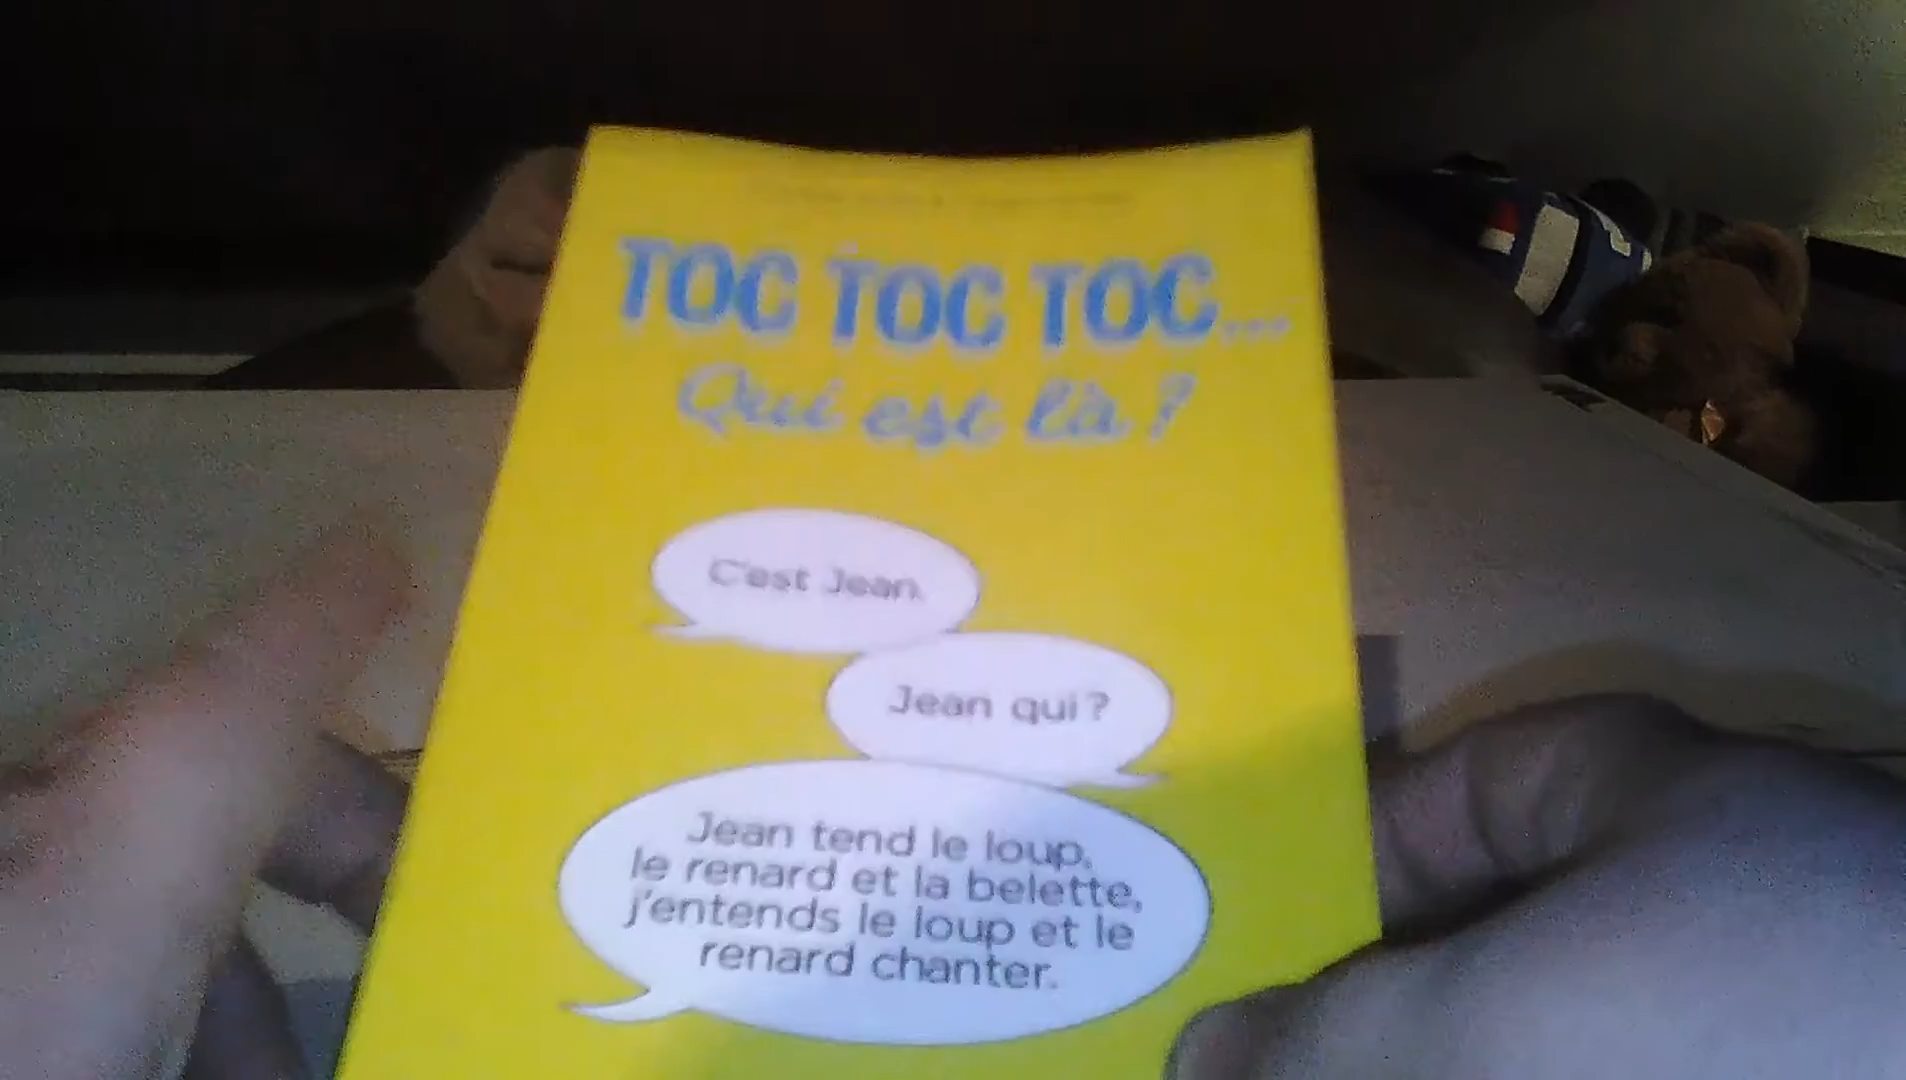 TOC TOC TOC...
Qui est là ?
C'est Jean.
Jean qui ?
Jean tend le loup,
le renard et la belette,
j'entends le loup et le
renard chanter.